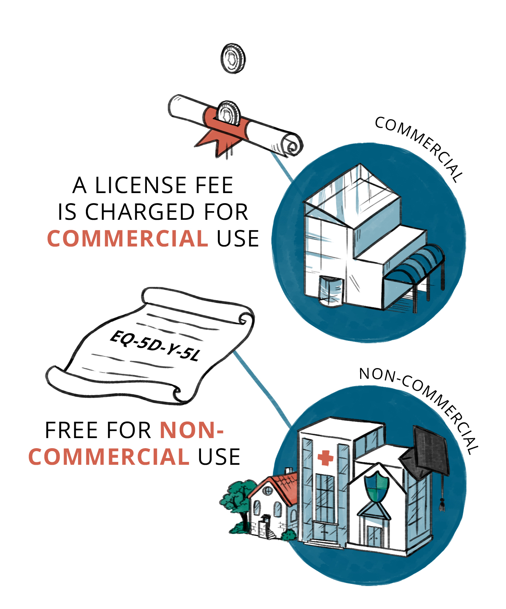 COMMERCIAL
A LICENSE FEE
IS CHARGED FOR
COMMERCIAL USE
EQ-5D-Y-5L
NON-COMMERCIAL
FREE FOR NON-
COMMERCIAL USE